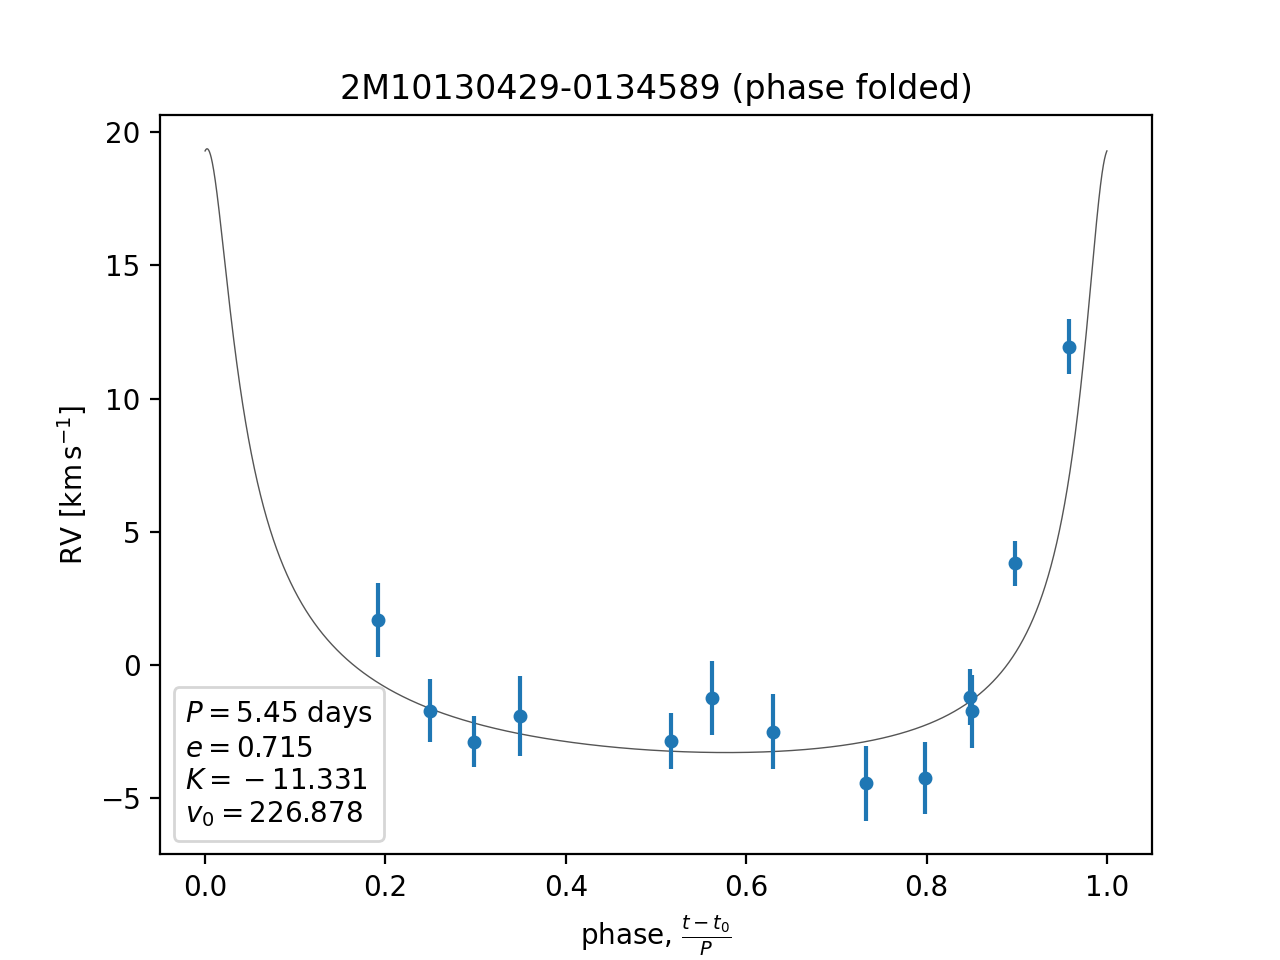 2M10130429-0134589 (phase folded)
20
15
10
5
0
−5
RV [km s⁻¹]
P = 5.45 days
e = 0.715
K = −11.331
v₀ = 226.878
0.0 0.2 0.4 0.6 0.8 1.0
phase, (t − t₀)/P